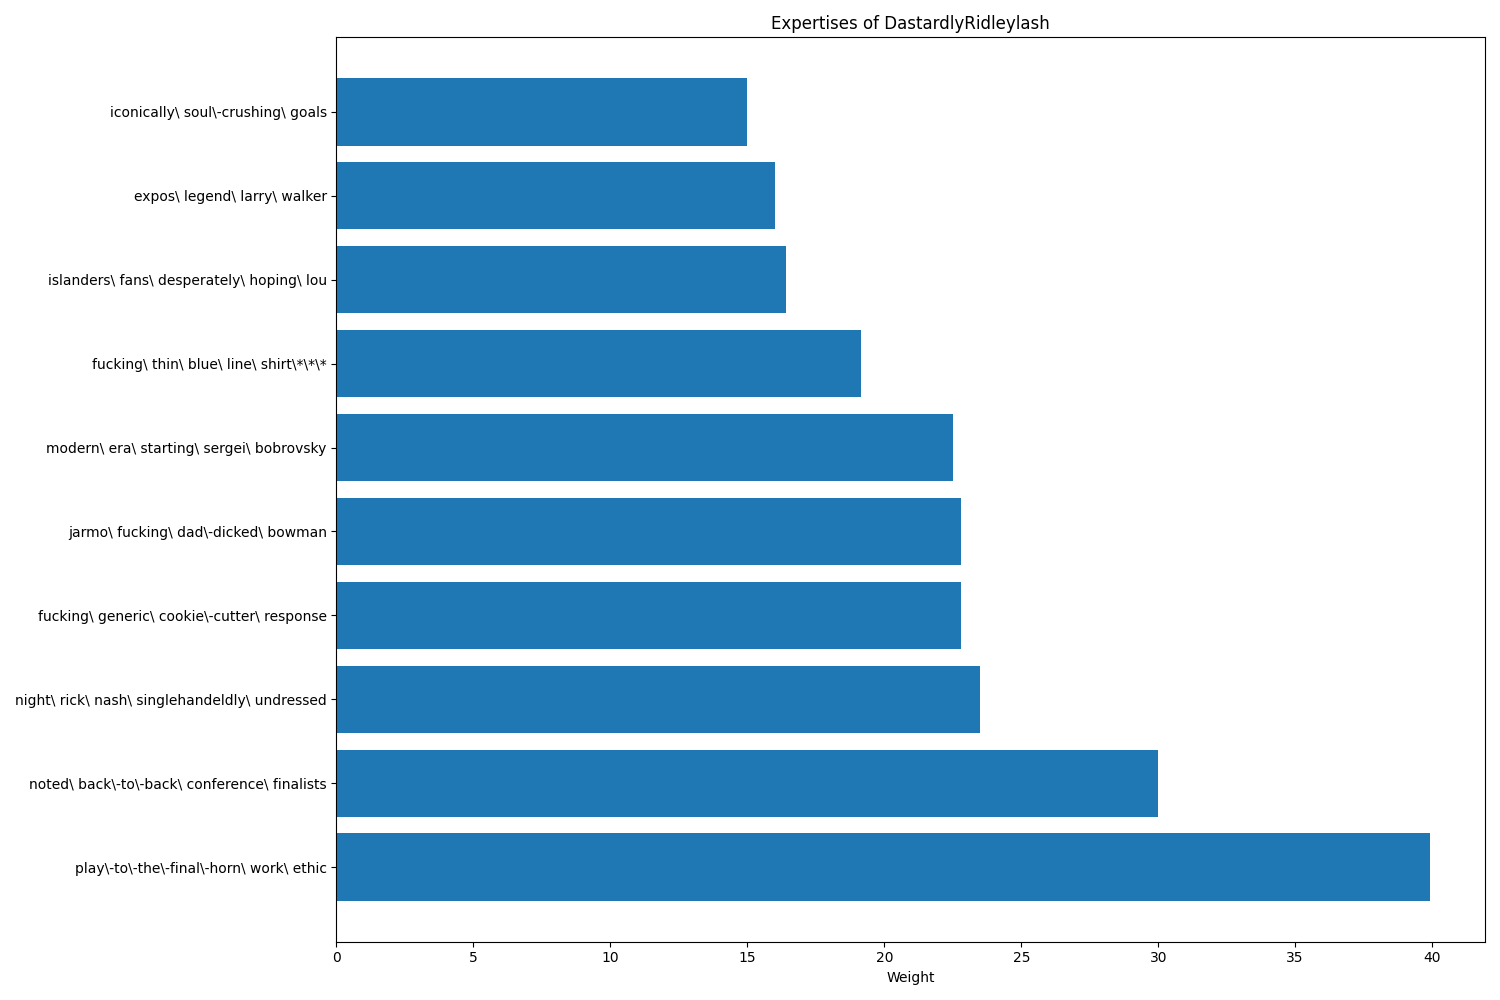 Expertises of DastardlyRidleylash
iconically\ soul\-crushing\ goals
expos\ legend\ larry\ walker
islanders\ fans\ desperately\ hoping\ lou
fucking\ thin\ blue\ line\ shirt\*\*\*
modern\ era\ starting\ sergei\ bobrovsky
jarmo\ fucking\ dad\-dicked\ bowman
fucking\ generic\ cookie\-cutter\ response
night\ rick\ nash\ singlehandeldly\ undressed
noted\ back\-to\-back\ conference\ finalists
play\-to\-the\-final\-horn\ work\ ethic
0 5 10 15 20 25 30 35 40
Weight